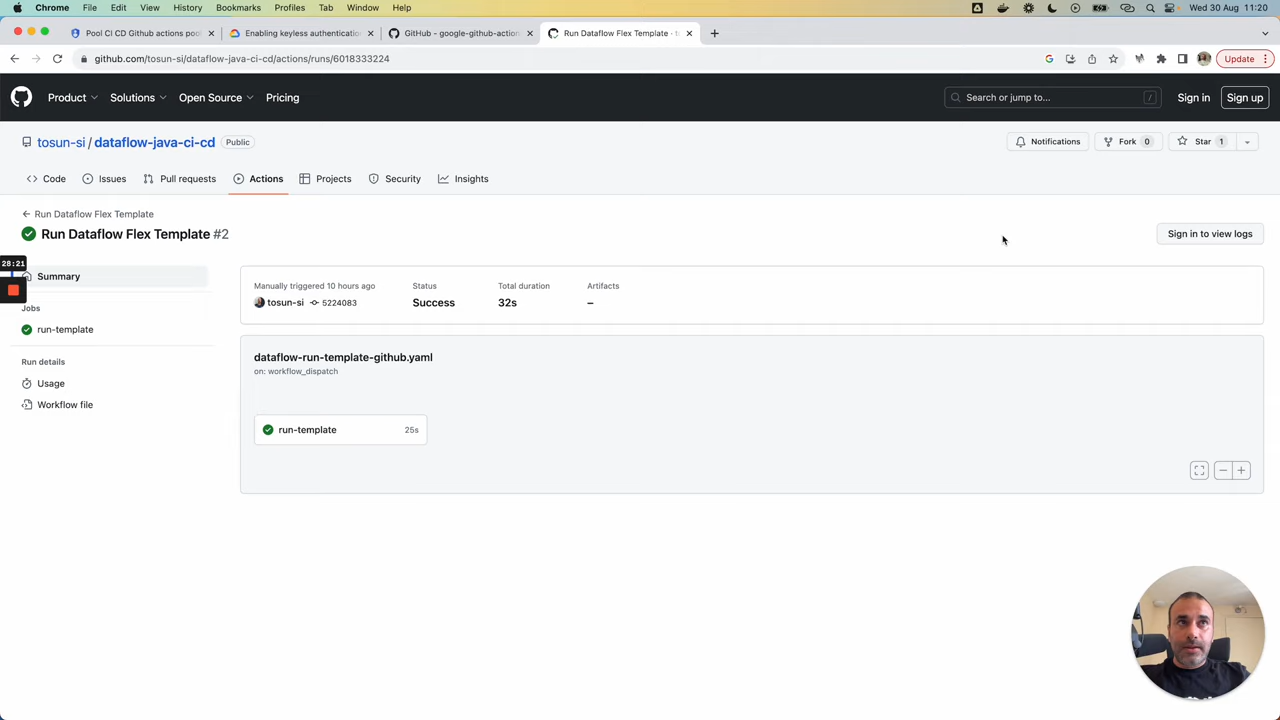 Chrome File Edit View History Bookmarks Profiles Tab Window Help Wed 30 Aug 11:20
Pool CI CD Github actions poo Enabling keyless authentication GitHub - google-github-action Run Dataflow Flex Template · t
github.com/tosun-si/dataflow-java-ci-cd/actions/runs/6018333224 Update
Product Solutions Open Source Pricing Search or jump to... / Sign in Sign up
tosun-si / dataflow-java-ci-cd Public Notifications Fork 0 Star 1
Code Issues Pull requests Actions Projects Security Insights
Run Dataflow Flex Template
Run Dataflow Flex Template #2 Sign in to view logs
28:21
Summary
Jobs
run-template
Run details
Usage
Workflow file
Manually triggered 10 hours ago Status Total duration Artifacts
tosun-si 5224083 Success 32s –
dataflow-run-template-github.yaml
on: workflow_dispatch
run-template 25s